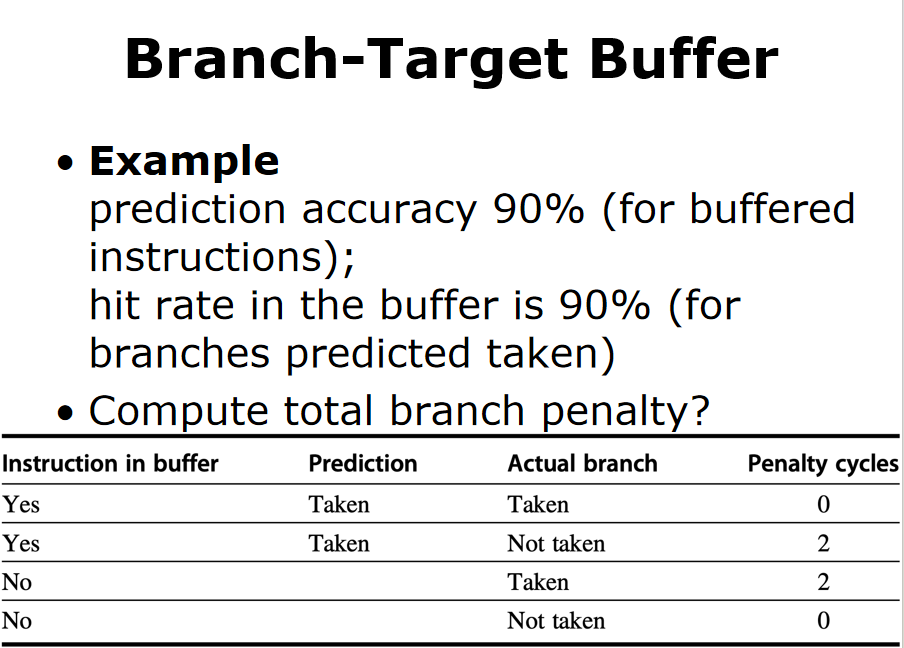 Branch-Target Buffer
• Example
prediction accuracy 90% (for buffered
instructions);
hit rate in the buffer is 90% (for
branches predicted taken)
• Compute total branch penalty?
Instruction in buffer Prediction Actual branch Penalty cycles
Yes Taken Taken 0
Yes Taken Not taken 2
No Taken 2
No Not taken 0